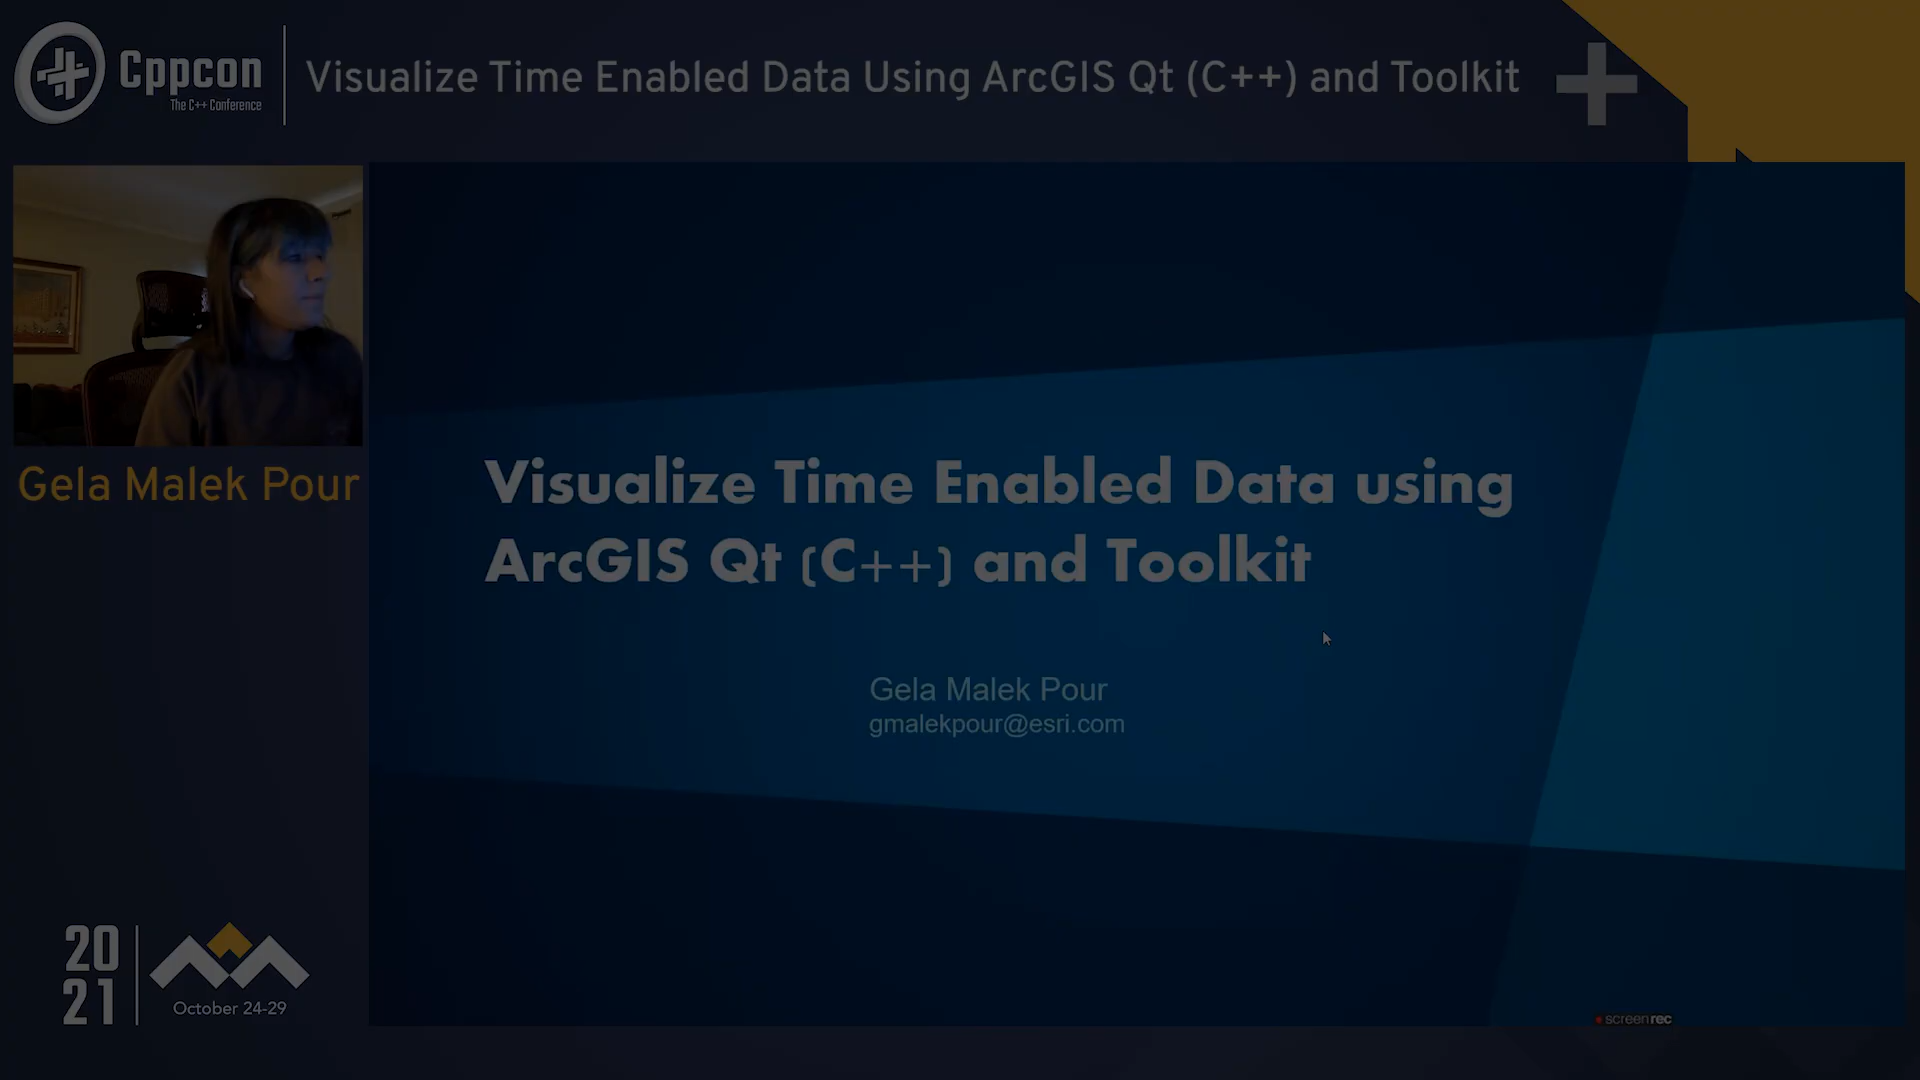 Cppcon
The C++ Conference
Visualize Time Enabled Data Using ArcGIS Qt (C++) and Toolkit
Gela Malek Pour
Visualize Time Enabled Data using
ArcGIS Qt (C++) and Toolkit
Gela Malek Pour
gmalekpour@esri.com
20
21
October 24-29
screenrec